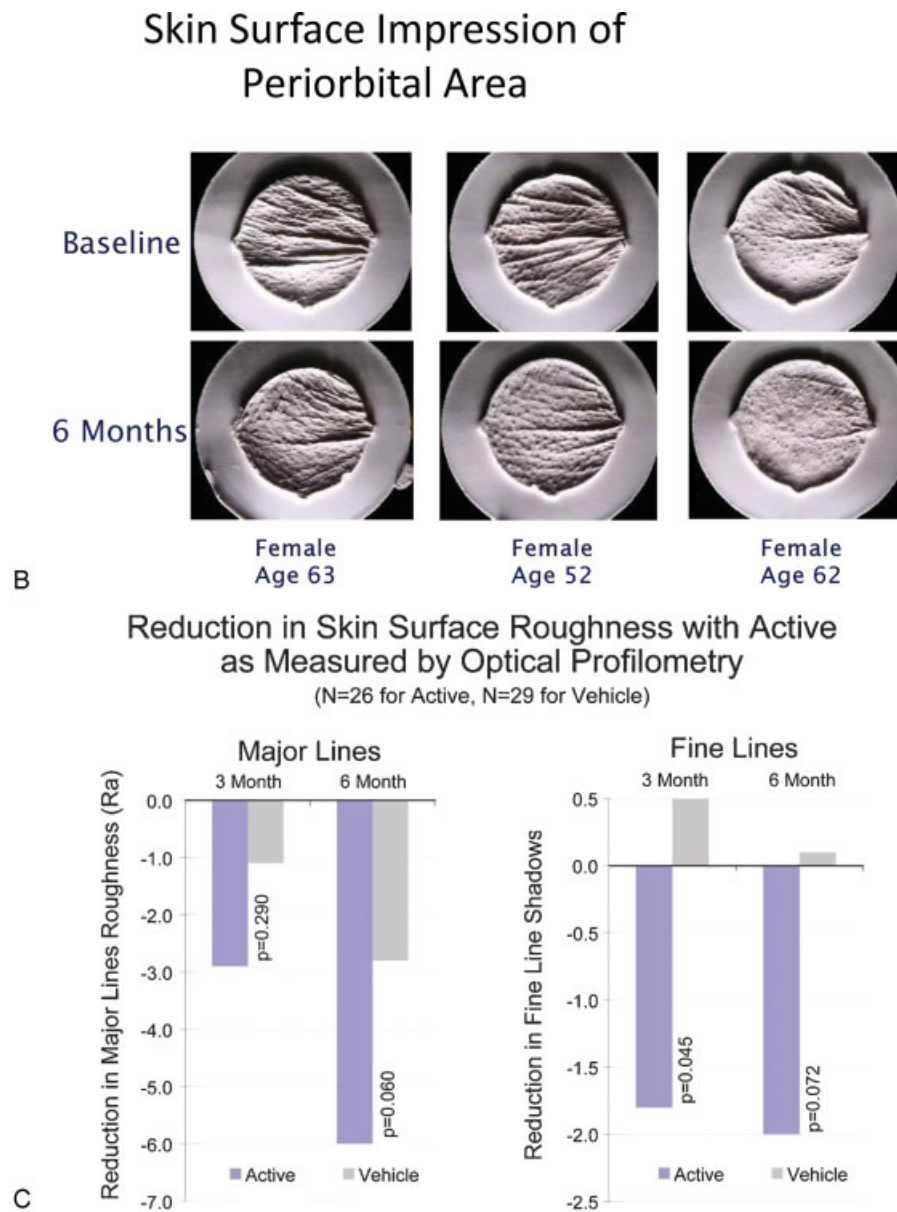 Skin Surface Impression of
Periorbital Area
Baseline
6 Months
Female
Age 63
Female
Age 52
Female
Age 62
B
Reduction in Skin Surface Roughness with Active
as Measured by Optical Profilometry
(N=26 for Active, N=29 for Vehicle)
Major Lines
3 Month
6 Month
Reduction in Major Lines Roughness (Ra)
0.0
-1.0
-2.0
-3.0
-4.0
-5.0
-6.0
-7.0
p=0.290
p=0.060
Active
Vehicle
Fine Lines
3 Month
6 Month
Reduction in Fine Line Shadows
0.5
0.0
-0.5
-1.0
-1.5
-2.0
-2.5
p=0.045
p=0.072
Active
Vehicle
C